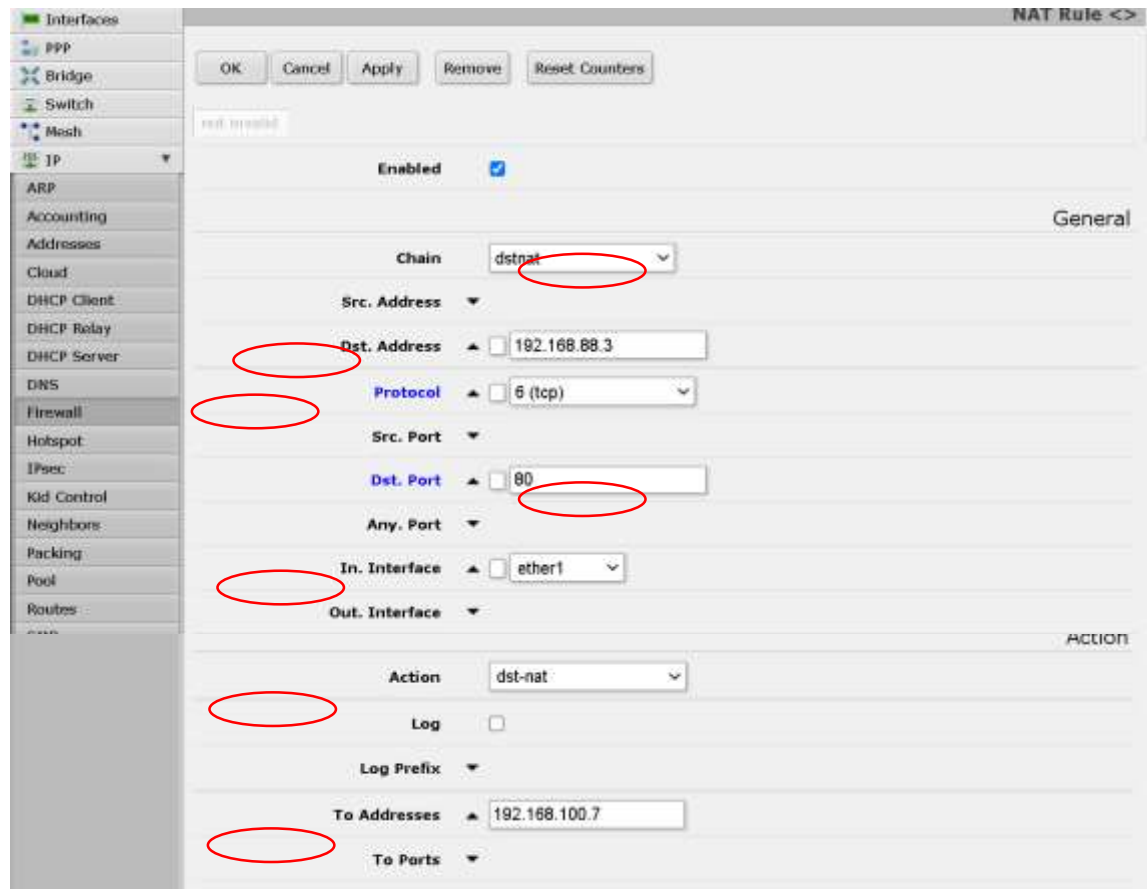 NAT Rule <>
Interfaces
PPP
Bridge
Switch
Mesh
IP
ARP
Accounting
Addresses
Cloud
DHCP Client
DHCP Relay
DHCP Server
DNS
Firewall
Hotspot
IPsec
Kid Control
Neighbors
Packing
Pool
Routes
OK Cancel Apply Remove Reset Counters
not invalid
Enabled
General
Chain dstnat
Src. Address
Dst. Address 192.168.88.3
Protocol 6 (tcp)
Src. Port
Dst. Port 80
Any. Port
In. Interface ether1
Out. Interface
Action
Action dst-nat
Log
Log Prefix
To Addresses 192.168.100.7
To Ports